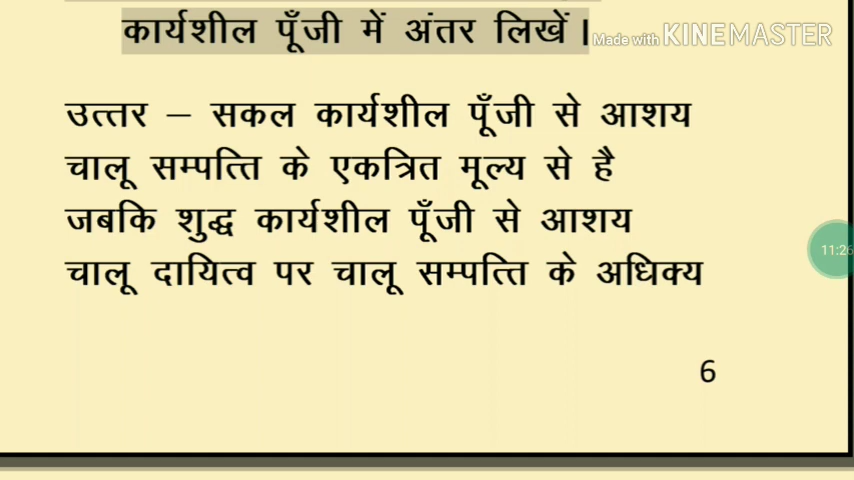 कार्यशील पूँजी में अंतर लिखें।
Made with KINEMASTER
उत्तर – सकल कार्यशील पूँजी से आशय
चालू सम्पत्ति के एकत्रित मूल्य से है
जबकि शुद्ध कार्यशील पूँजी से आशय
11:26
चालू दायित्व पर चालू सम्पत्ति के अधिक्य
6